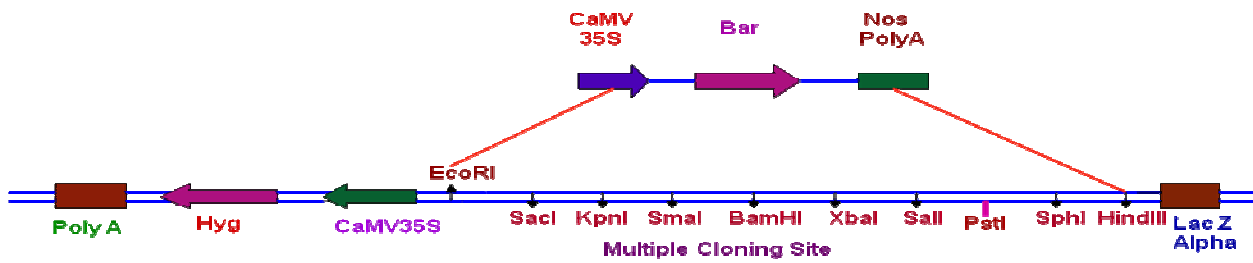 CaMV
35S
Bar
Nos
PolyA
EcoRI
SacI
KpnI
SmaI
BamHI
XbaI
SalI
PstI
SphI
HindIII
Poly A
Hyg
CaMV35S
Lac Z
Alpha
Multiple Cloning Site